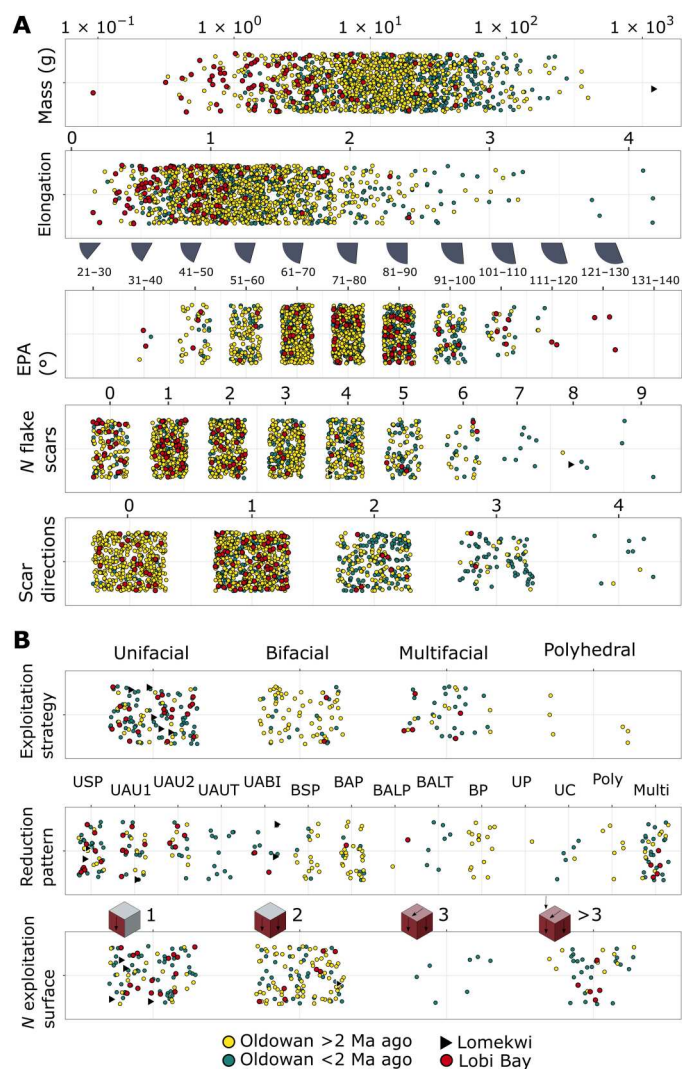 A
1 × 10⁻¹ 1 × 10⁰ 1 × 10¹ 1 × 10² 1 × 10³
Mass (g)
0 1 2 3 4
Elongation
21–30 31–40 41–50 51–60 61–70 71–80 81–90 91–100 101–110 111–120 121–130 131–140
EPA
(°)
0 1 2 3 4 5 6 7 8 9
N flake
scars
0 1 2 3 4
Scar
directions
B
Unifacial Bifacial Multifacial Polyhedral
Exploitation
strategy
USP UAU1 UAU2 UAUT UABI BSP BAP BALP BALT BP UP UC Poly Multi
Reduction
pattern
1 2 3 >3
N exploitation
surface
Oldowan >2 Ma ago Lomekwi
Oldowan <2 Ma ago Lobi Bay